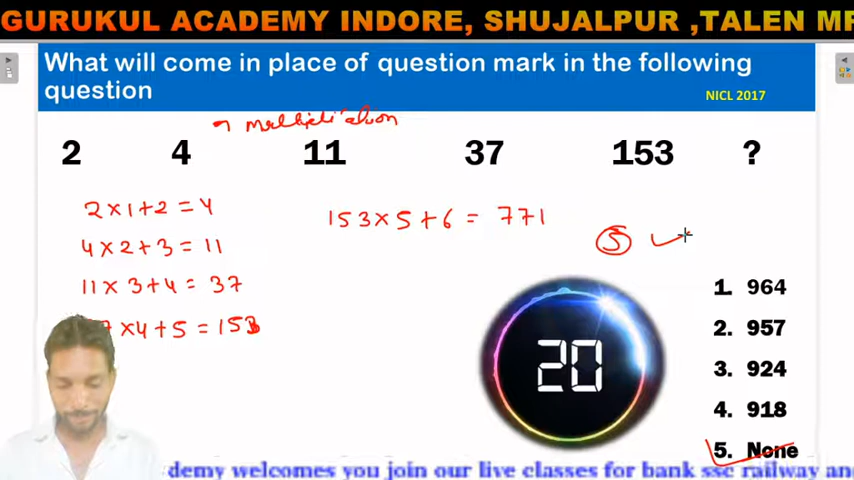 GURUKUL ACADEMY INDORE, SHUJALPUR ,TALEN MP
What will come in place of question mark in the following
question
NICL 2017
→ multiplication
2 4 11 37 153 ?
2×1+2=4
4×2+3=11
11×3+4=37
7×4+5=153
153×5+6=771
5
20
1. 964
2. 957
3. 924
4. 918
5. None
demy welcomes you join our live classes for bank ssc railway and